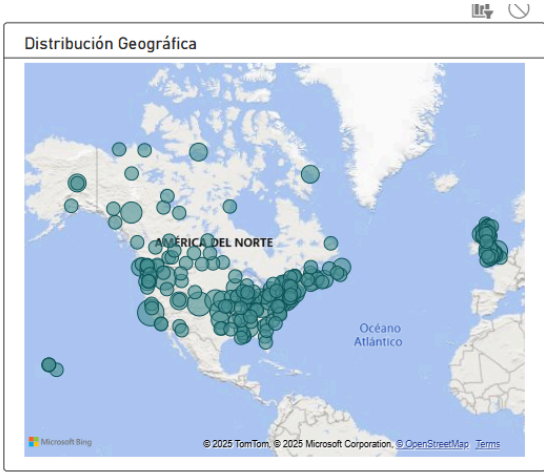 Distribución Geográfica
AMÉRICA DEL NORTE
Océano
Atlántico
Microsoft Bing
© 2025 TomTom, © 2025 Microsoft Corporation, © OpenStreetMap Terms